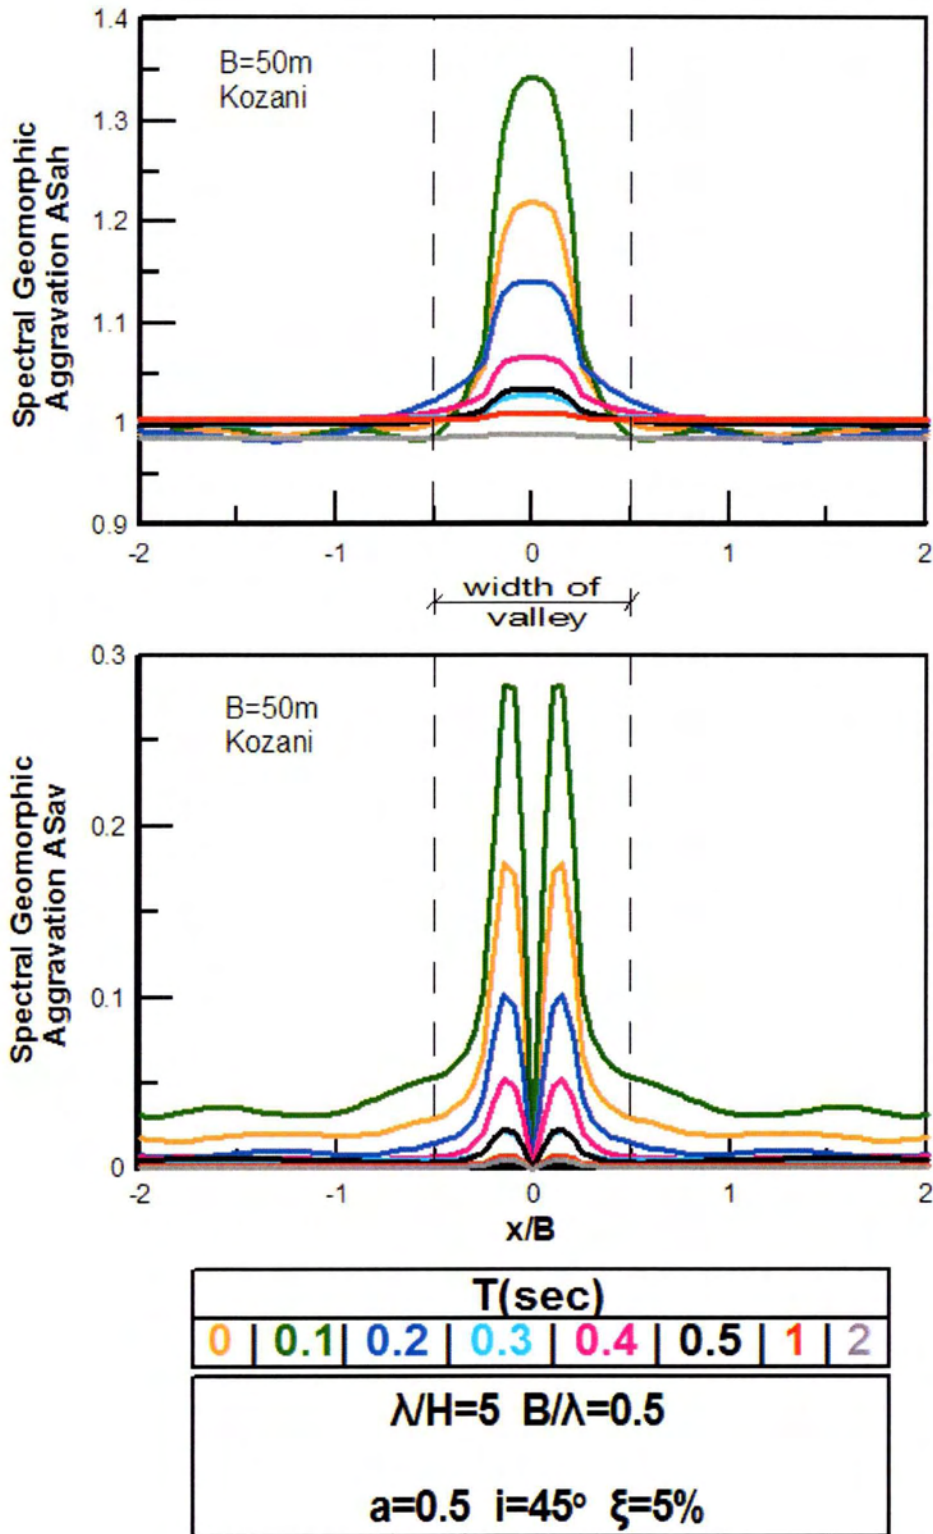 Spectral Geomorphic
Aggravation ASah
1.4
1.3
1.2
1.1
1
0.9
B=50m
Kozani
-2 -1 0 1 2
width of
valley
Spectral Geomorphic
Aggravation ASav
0.3
0.2
0.1
0
B=50m
Kozani
-2 -1 0 1 2
x/B
T(sec)
0 | 0.1 | 0.2 | 0.3 | 0.4 | 0.5 | 1 | 2
λ/H=5 B/λ=0.5
a=0.5 i=45° ξ=5%